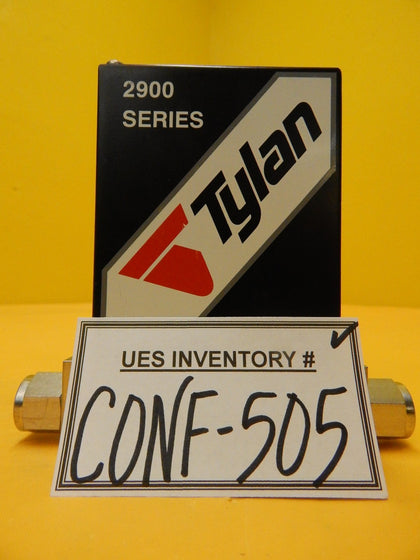 2900
SERIES
Tylan
UES INVENTORY #
CONF-505